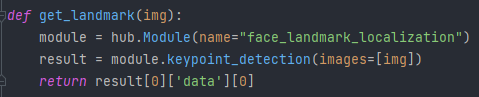 def get_landmark(img):
    module = hub.Module(name="face_landmark_localization")
    result = module.keypoint_detection(images=[img])
    return result[0]['data'][0]